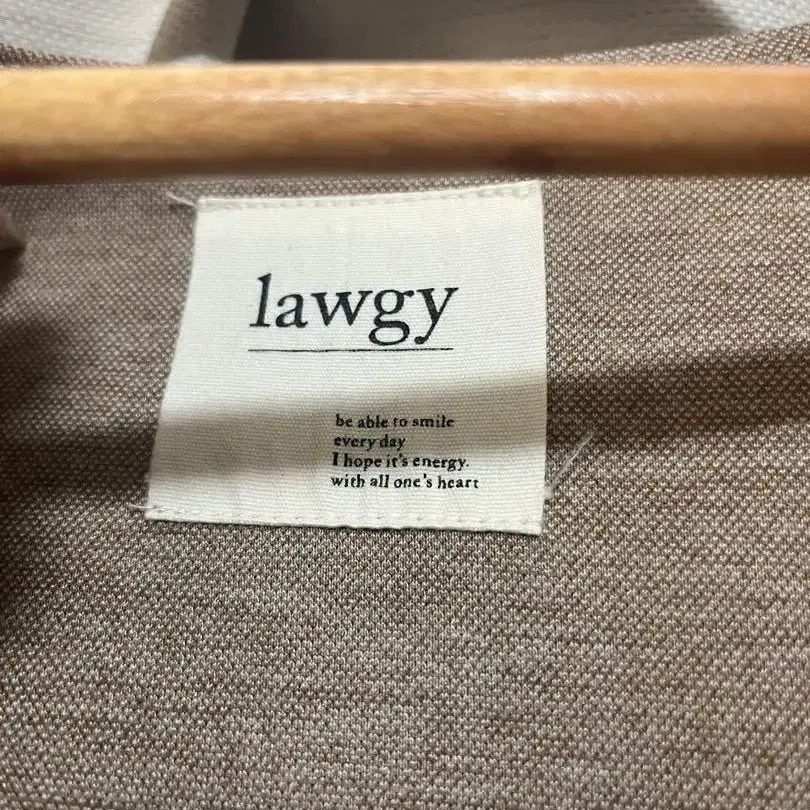 lawgy
be able to smile
every day
I hope it's energy.
with all one's heart